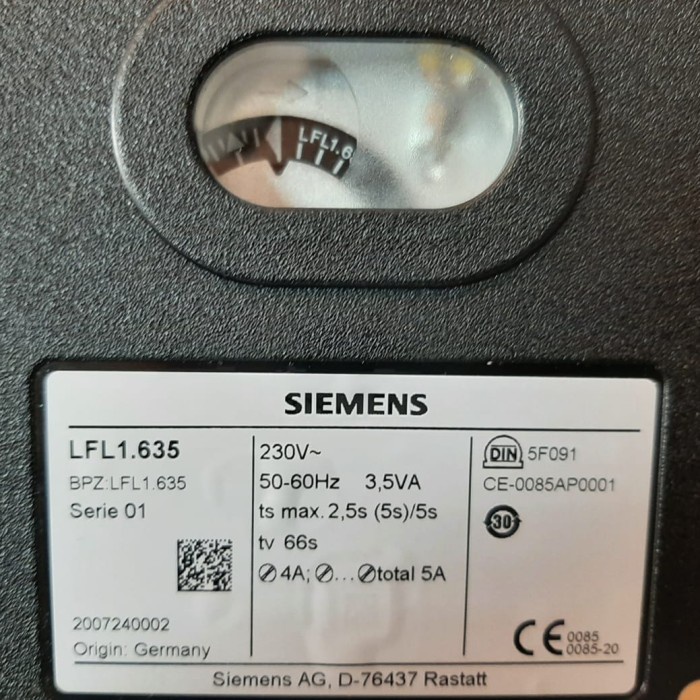 LFL1.6
SIEMENS
LFL1.635
BPZ:LFL1.635
Serie 01
2007240002
Origin: Germany
230V~
50-60Hz 3,5VA
ts max. 2,5s (5s)/5s
tv 66s
4A; ... total 5A
DIN 5F091
CE-0085AP0001
30
CE 0085
0085-20
Siemens AG, D-76437 Rastatt